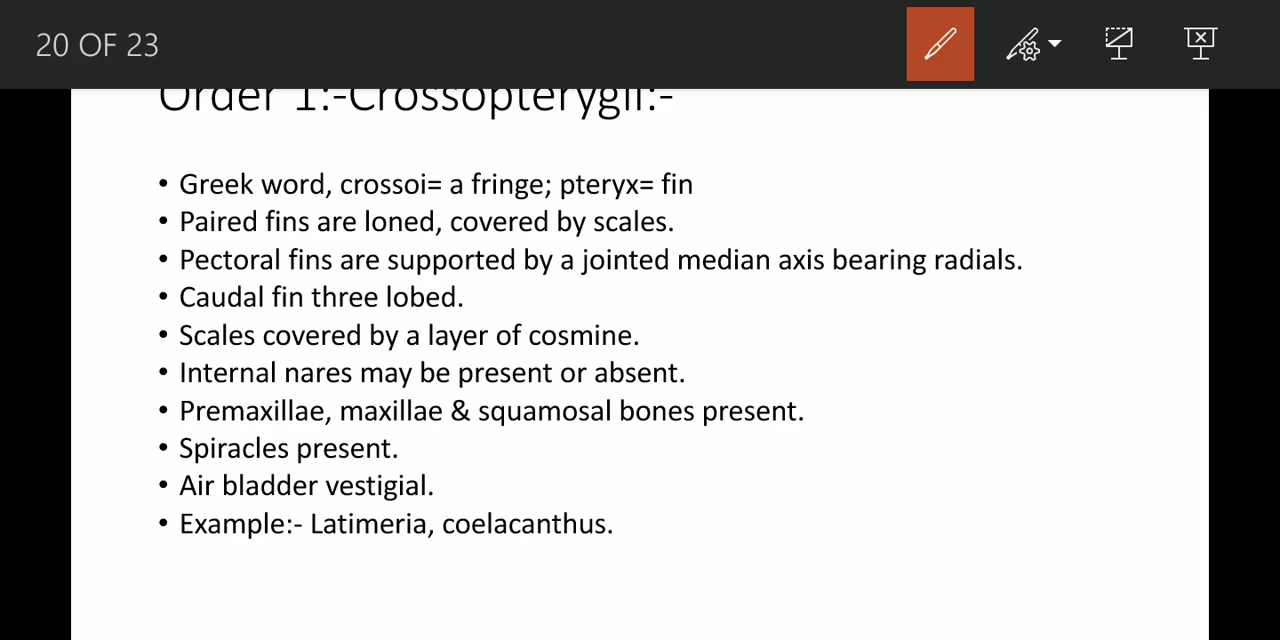 20 OF 23
Order 1:-Crossopterygii:-
• Greek word, crossoi= a fringe; pteryx= fin
• Paired fins are loned, covered by scales.
• Pectoral fins are supported by a jointed median axis bearing radials.
• Caudal fin three lobed.
• Scales covered by a layer of cosmine.
• Internal nares may be present or absent.
• Premaxillae, maxillae & squamosal bones present.
• Spiracles present.
• Air bladder vestigial.
• Example:- Latimeria, coelacanthus.